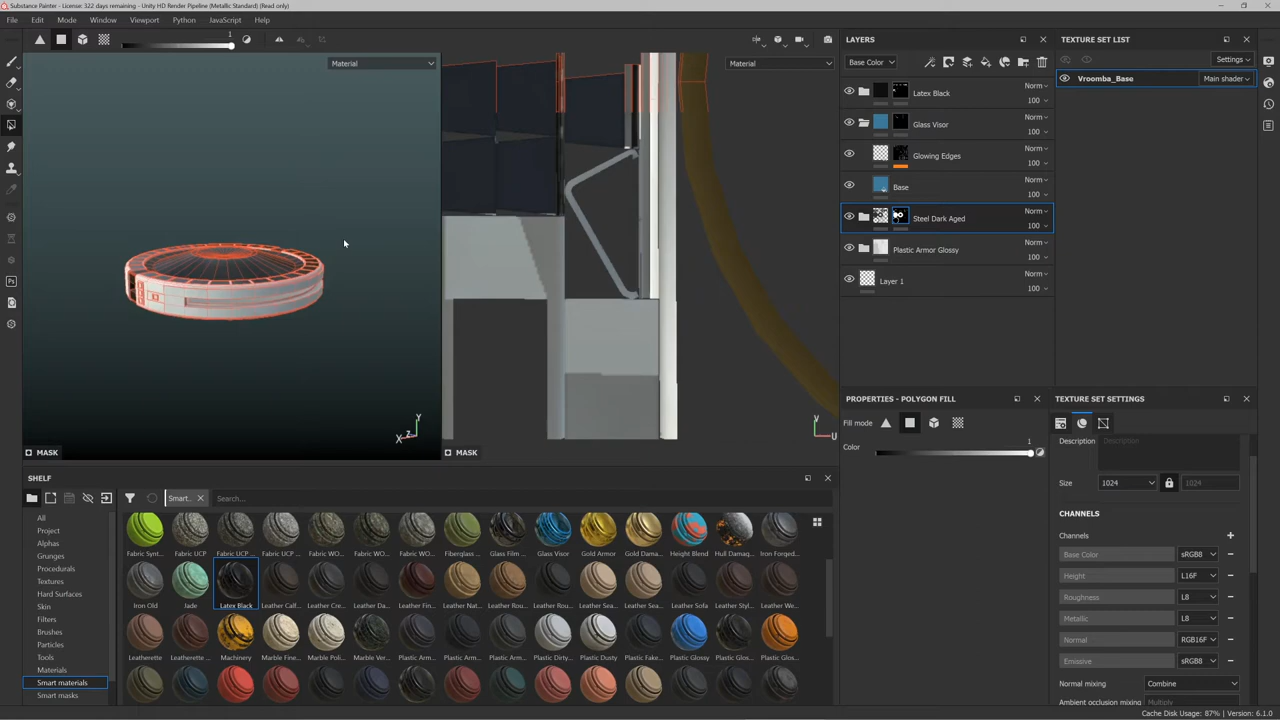 Substance Painter - License: 322 days remaining - Unity HD Render Pipeline (Metallic Standard) (Read only)
File Edit Mode Window Viewport Python JavaScript Help
1
Material
Material
MASK
MASK
X Z Y
V U
LAYERS
Base Color
Latex Black Norm 100
Glass Visor Norm 100
Glowing Edges Norm 100
Base Norm 100
Steel Dark Aged Norm 100
Plastic Armor Glossy Norm 100
Layer 1 Norm 100
TEXTURE SET LIST
Settings
Vroomba_Base Main shader
PROPERTIES - POLYGON FILL
Fill mode
Color 1
TEXTURE SET SETTINGS
Description Description
Size 1024 1024
CHANNELS
Channels
Base Color sRGB8
Height L16F
Roughness L8
Metallic L8
Normal RGB16F
Emissive sRGB8
Normal mixing Combine
Ambient occlusion mixing Multiply
SHELF
Smart... Search...
All
Project
Alphas
Grunges
Procedurals
Textures
Hard Surfaces
Skin
Filters
Brushes
Particles
Tools
Materials
Smart materials
Smart masks
Fabric Synt... Fabric UCP Fabric UCP ... Fabric UCP ... Fabric WO... Fabric WO... Fabric WO... Fiberglass ... Glass Film ... Glass Visor Gold Armor Gold Dama... Height Blend Hull Damag... Iron Forged...
Iron Old Jade Latex Black Leather Calf... Leather Cre... Leather Da... Leather Fin... Leather Nat... Leather Rou... Leather Rou... Leather Sea... Leather Sea... Leather Sofa Leather Styl... Leather We...
Leatherette Leatherette ... Machinery Marble Fine... Marble Poli... Mortar Wall Plastic Arm... Plastic Arm... Plastic Arm... Plastic Dirty... Plastic Dusty Plastic Fake... Plastic Glossy Plastic Glos... Plastic Glos...
Cache Disk Usage: 87% | Version: 6.1.0